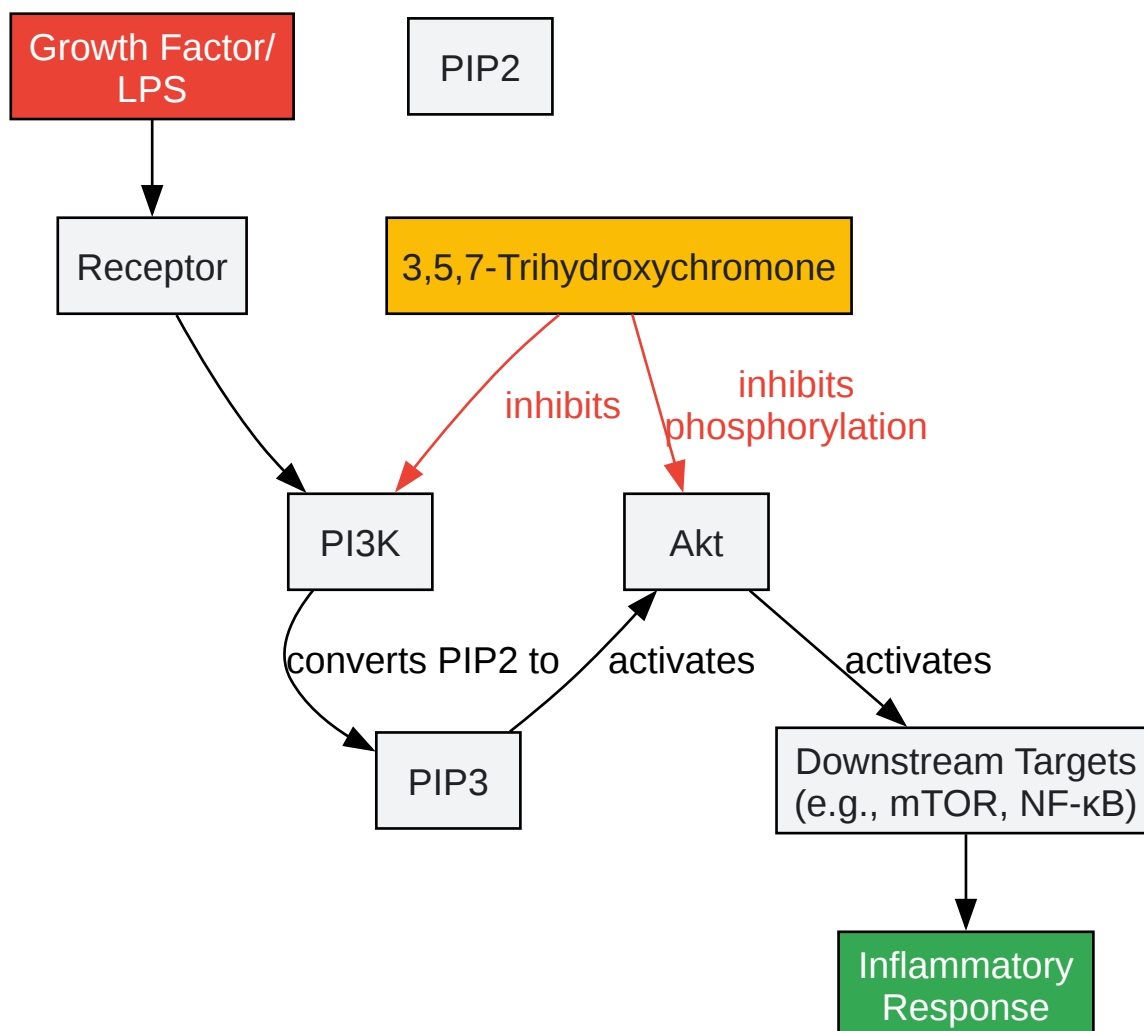 Growth Factor/
LPS
PIP2
Receptor
3,5,7-Trihydroxychromone
inhibits
inhibits
phosphorylation
PI3K
Akt
converts PIP2 to
activates
activates
PIP3
Downstream Targets
(e.g., mTOR, NF-κB)
Inflammatory
Response